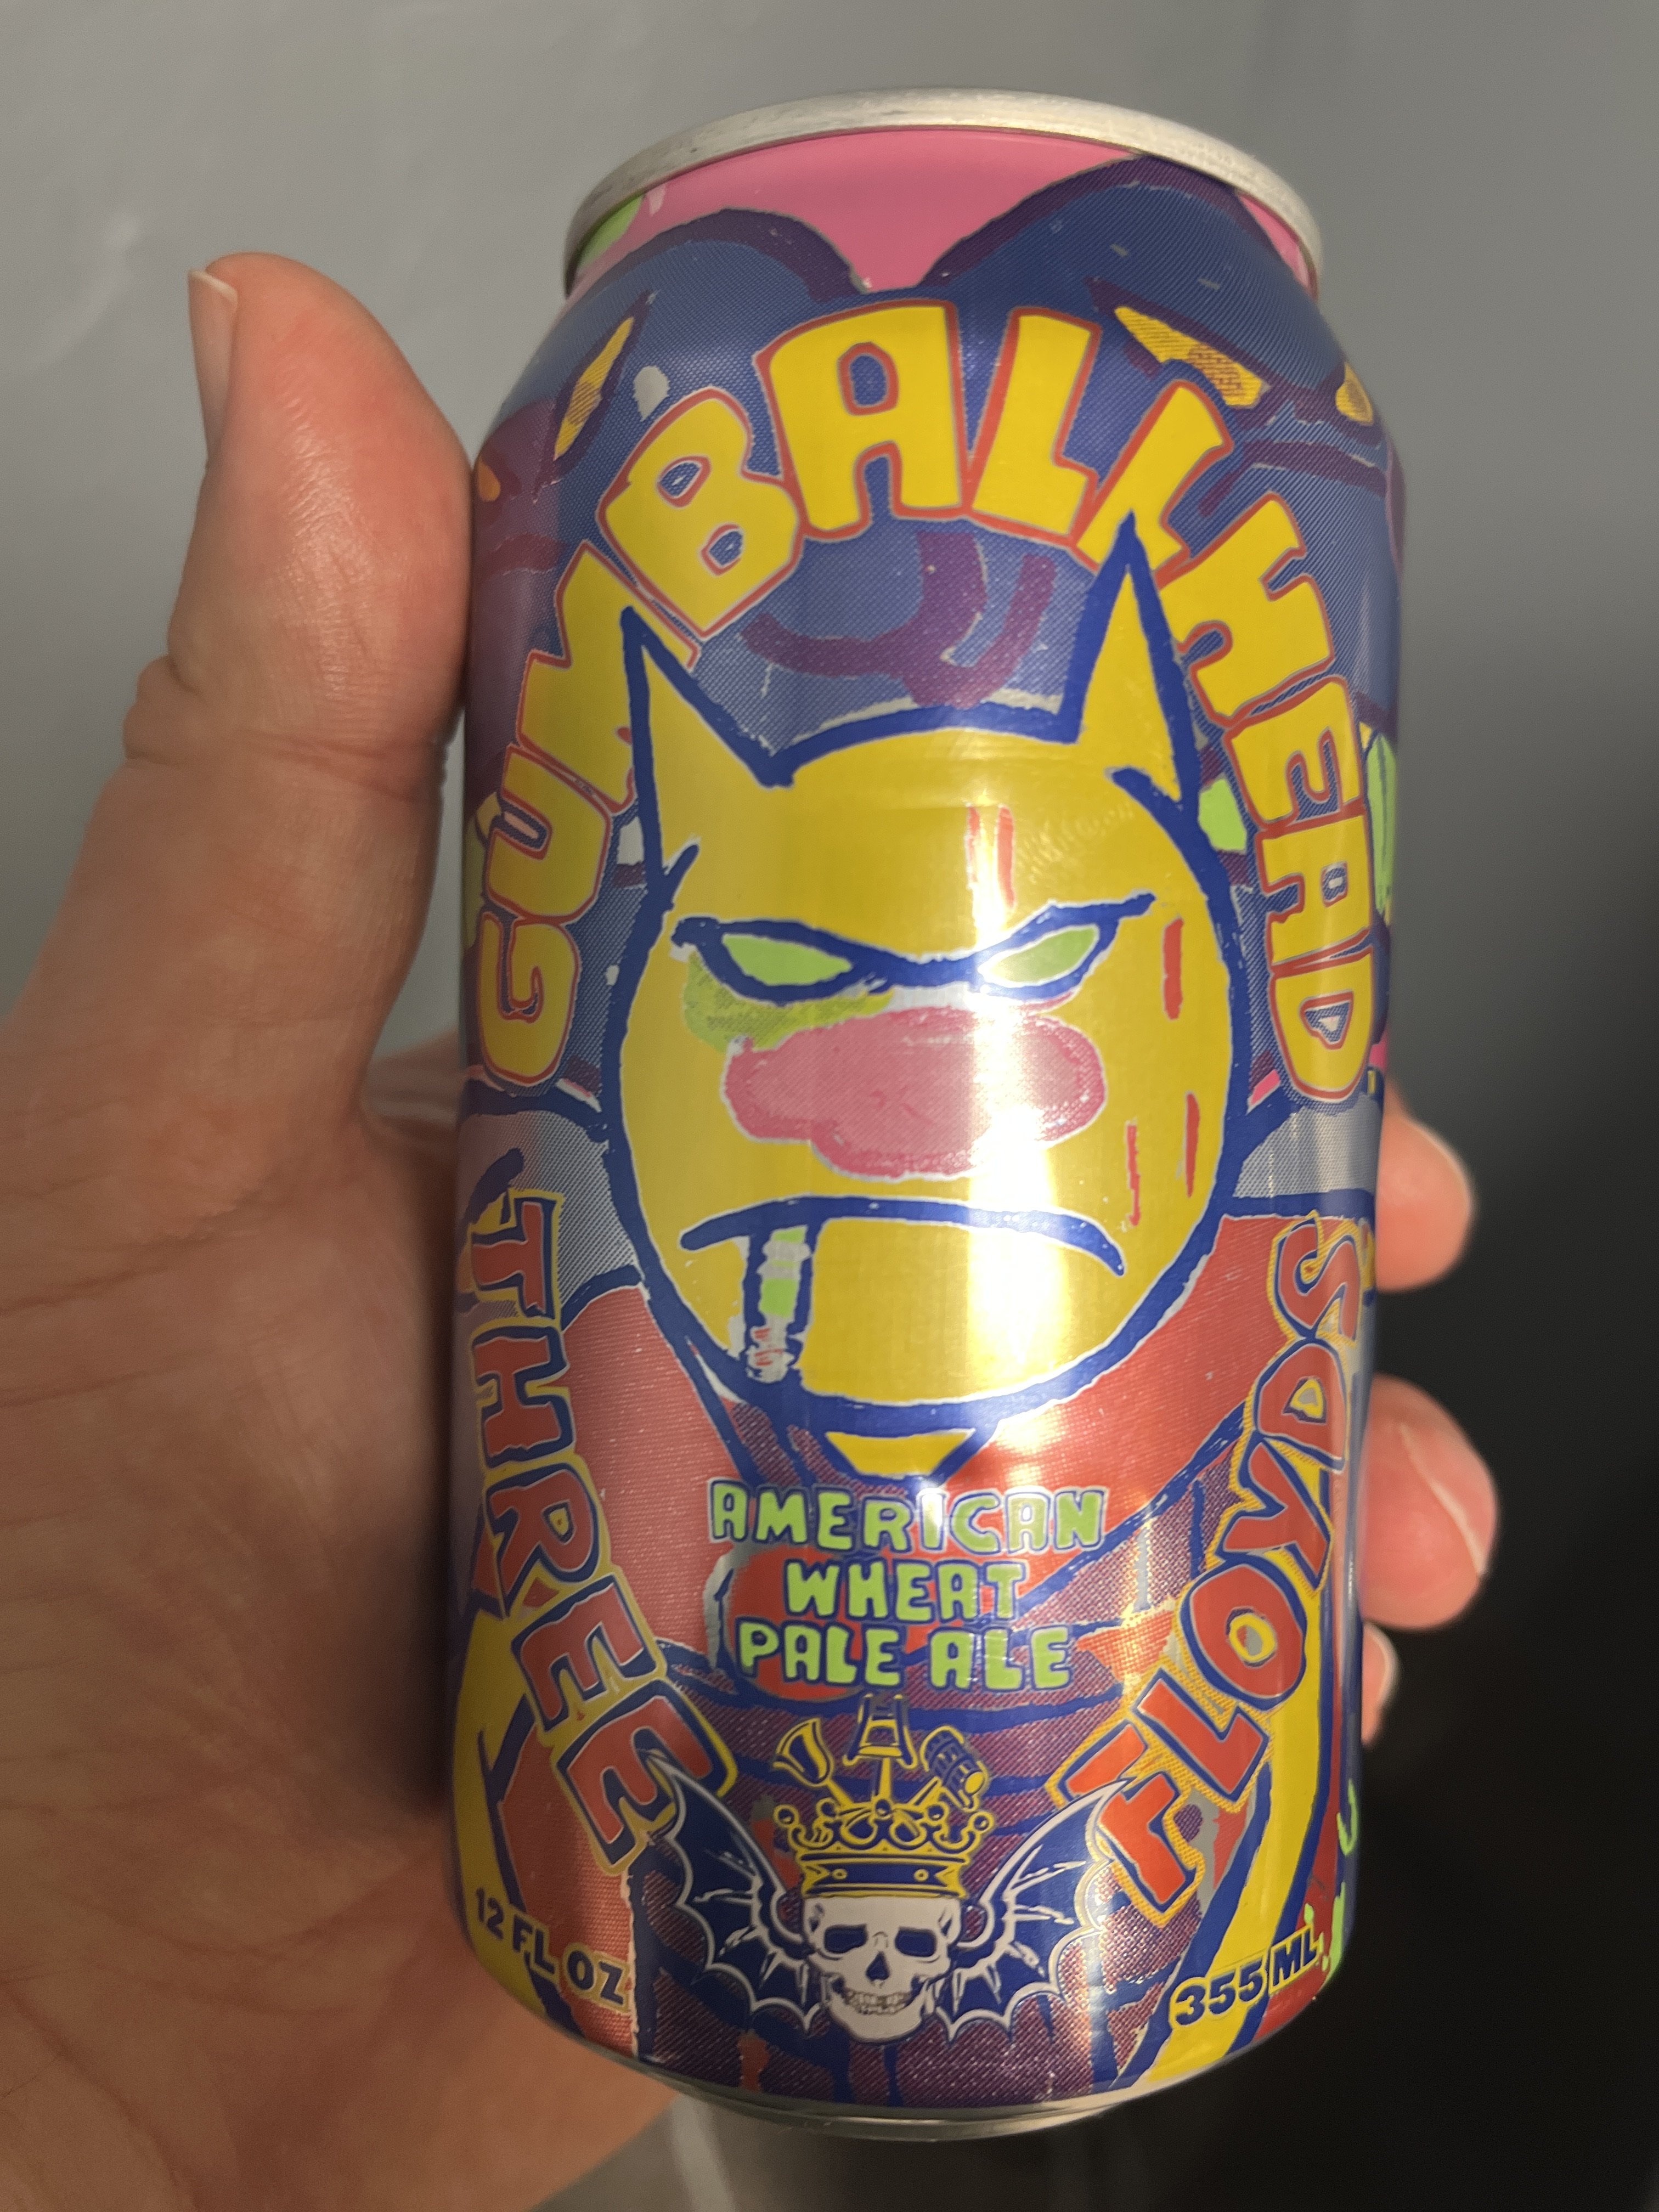 GUMBALLHEAD
THREE FLOYDS
AMERICAN
WHEAT
PALE ALE
12 FL OZ
355 ML